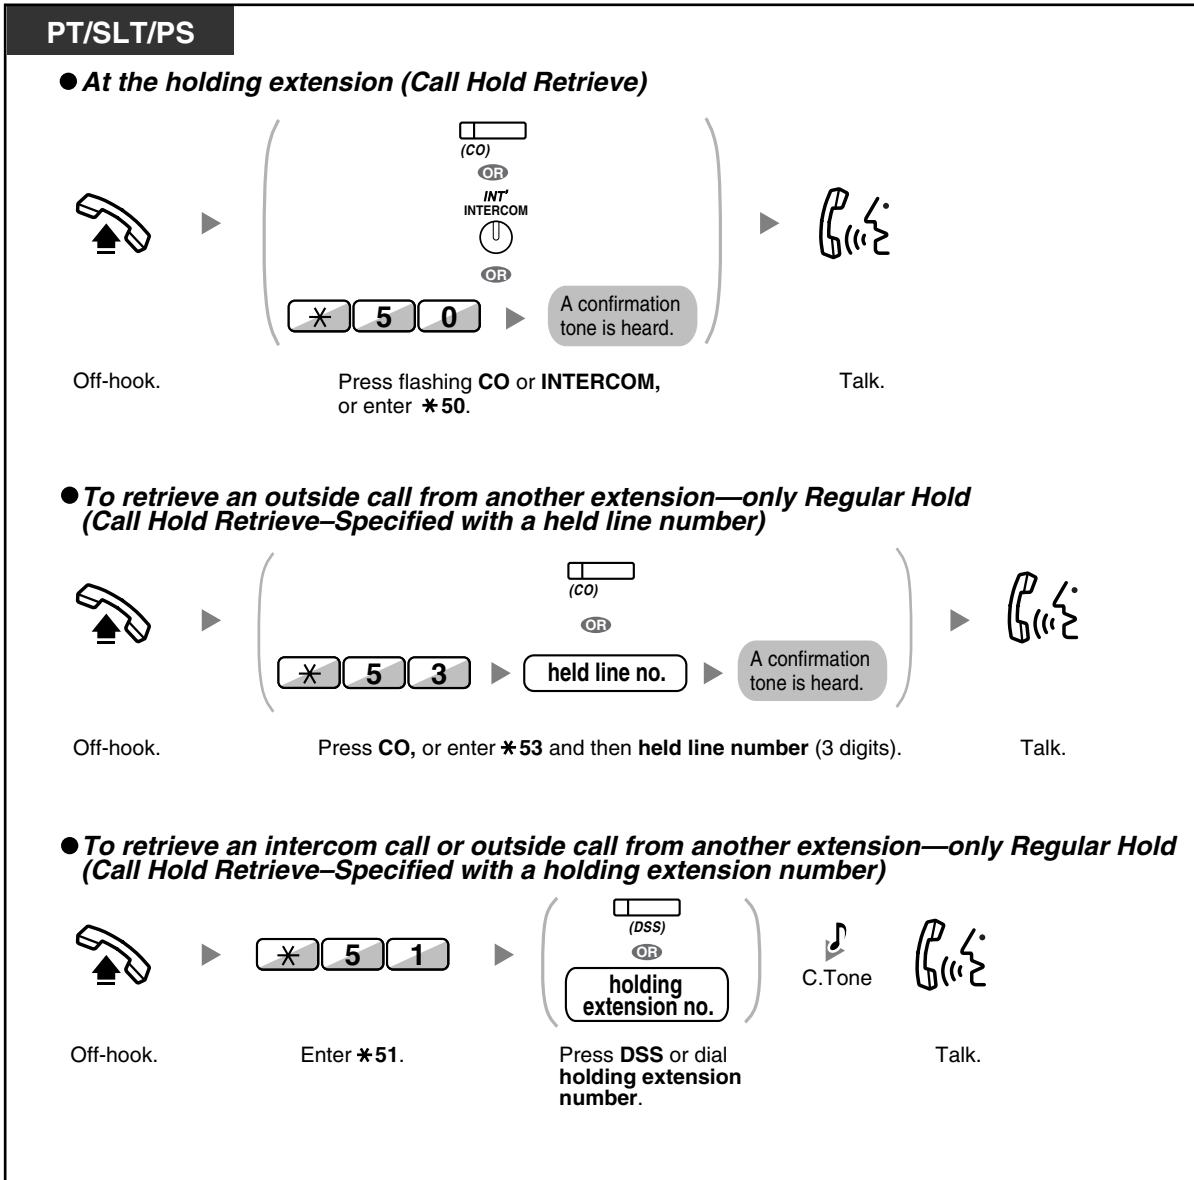 PT/SLT/PS
● At the holding extension (Call Hold Retrieve)
(CO)
OR
INT'
INTERCOM
OR
✳ 5 0
A confirmation
tone is heard.
Off-hook.
Press flashing CO or INTERCOM,
or enter ✳50.
Talk.
● To retrieve an outside call from another extension—only Regular Hold
(Call Hold Retrieve–Specified with a held line number)
(CO)
OR
✳ 5 3
held line no.
A confirmation
tone is heard.
Off-hook.
Press CO, or enter ✳53 and then held line number (3 digits).
Talk.
● To retrieve an intercom call or outside call from another extension—only Regular Hold
(Call Hold Retrieve–Specified with a holding extension number)
✳ 5 1
(DSS)
OR
holding
extension no.
C.Tone
Off-hook.
Enter ✳51.
Press DSS or dial
holding extension
number.
Talk.